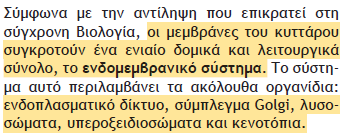 Σύμφωνα με την αντίληψη που επικρατεί στη
σύγχρονη Βιολογία, οι μεμβράνες του κυττάρου
συγκροτούν ένα ενιαίο δομικά και λειτουργικά
σύνολο, το ενδομεμβρανικό σύστημα. Το σύστη-
μα αυτό περιλαμβάνει τα ακόλουθα οργανίδια:
ενδοπλασματικό δίκτυο, σύμπλεγμα Golgi, λυσο-
σώματα, υπεροξειδιοσώματα και κενοτόπια.